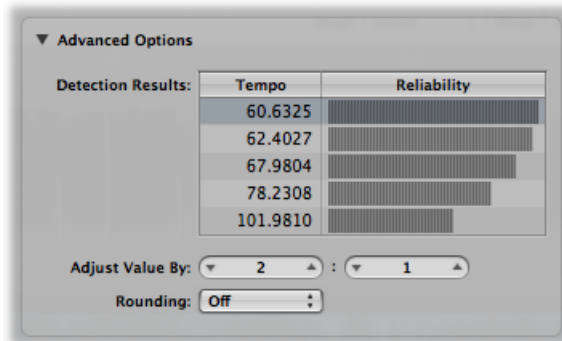 Advanced Options
Detection Results: Tempo Reliability
60.6325
62.4027
67.9804
78.2308
101.9810
Adjust Value By: 2 : 1
Rounding: Off